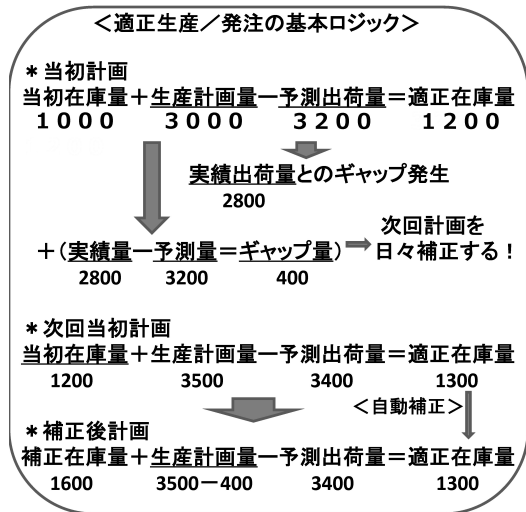 ＜適正生産／発注の基本ロジック＞
＊当初計画
当初在庫量＋生産計画量ー予測出荷量＝適正在庫量
１０００ ３０００ ３２００ １２００
実績出荷量とのギャップ発生
2800
＋（実績量ー予測量＝ギャップ量）
2800 3200 400
次回計画を
日々補正する！
＊次回当初計画
当初在庫量＋生産計画量ー予測出荷量＝適正在庫量
1200 3500 3400 1300
＜自動補正＞
＊補正後計画
補正在庫量＋生産計画量ー予測出荷量＝適正在庫量
1600 3500－400 3400 1300